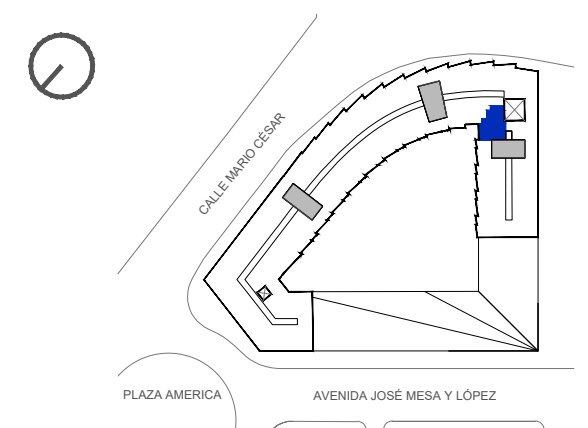 CALLE MARIO CÉSAR
PLAZA AMERICA
AVENIDA JOSÉ MESA Y LÓPEZ